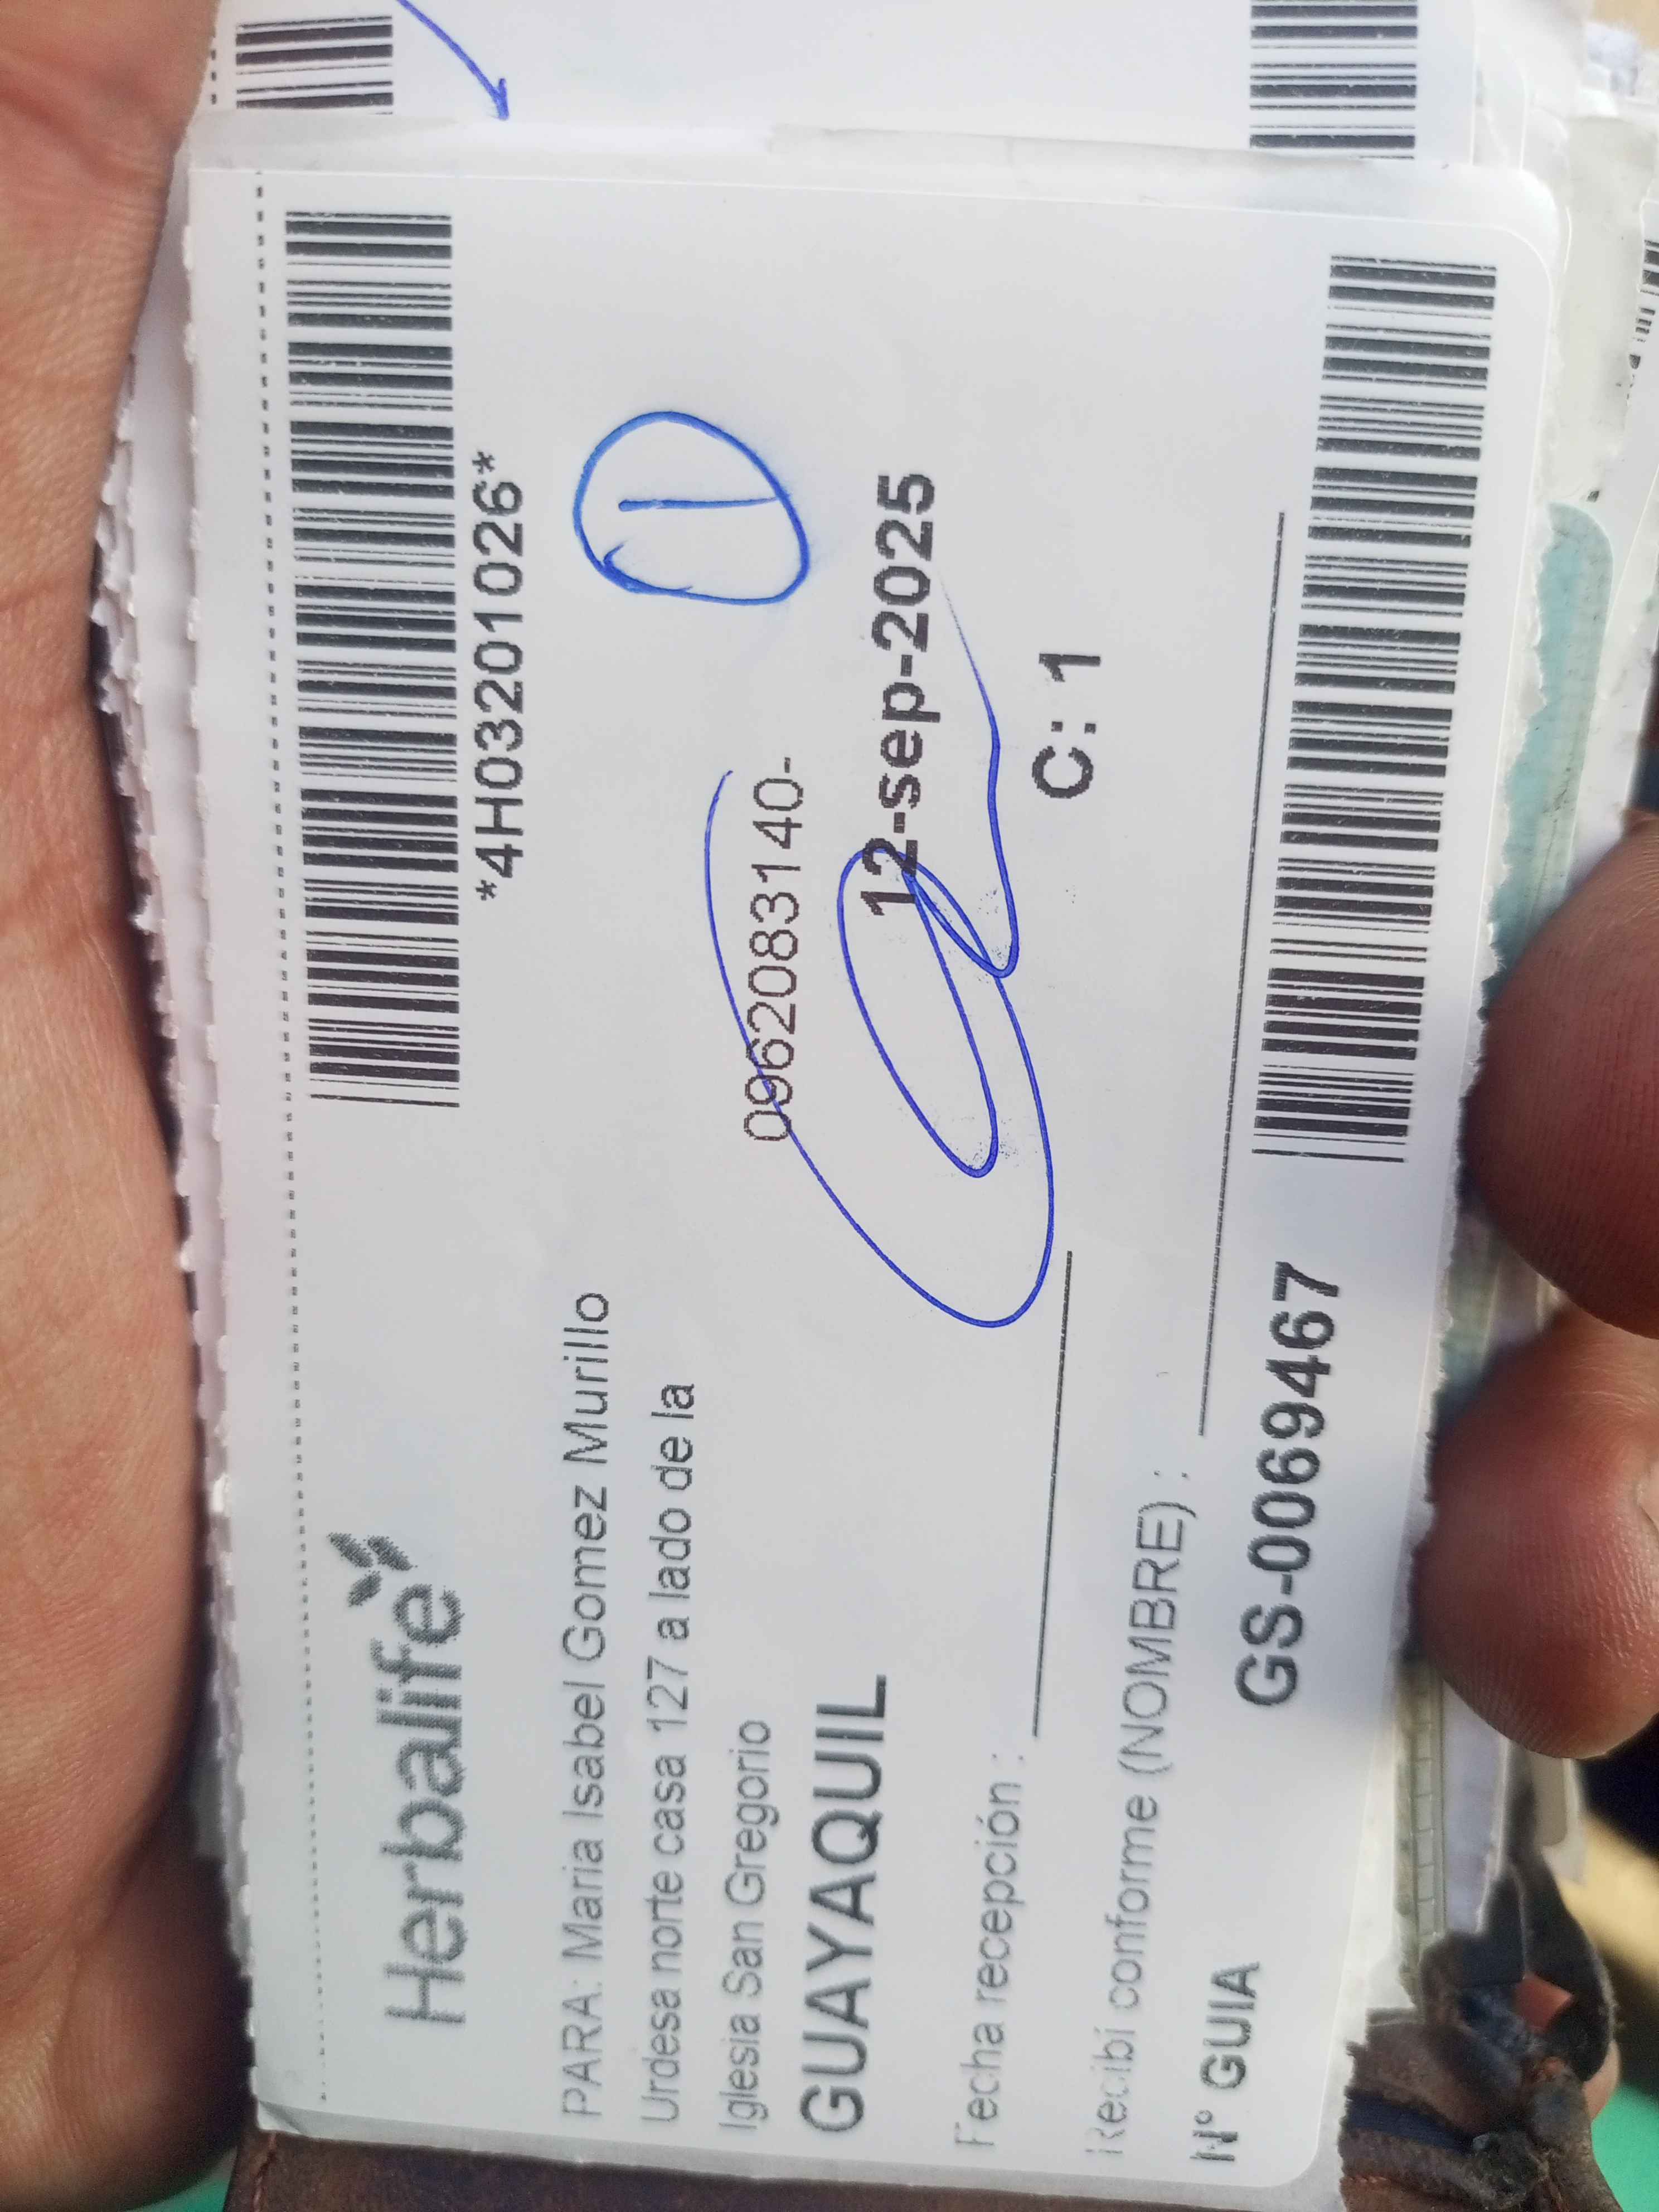 Herbalife
*4H03201026*
PARA: Maria Isabel Gomez Murillo
Urdesa norte casa 127 a lado de la
Iglesia San Gregorio
0962083140-
GUAYAQUIL
12-sep-2025
1
Fecha recepción :
C: 1
Recibí conforme (NOMBRE) :
Nº GUIA
GS-0069467